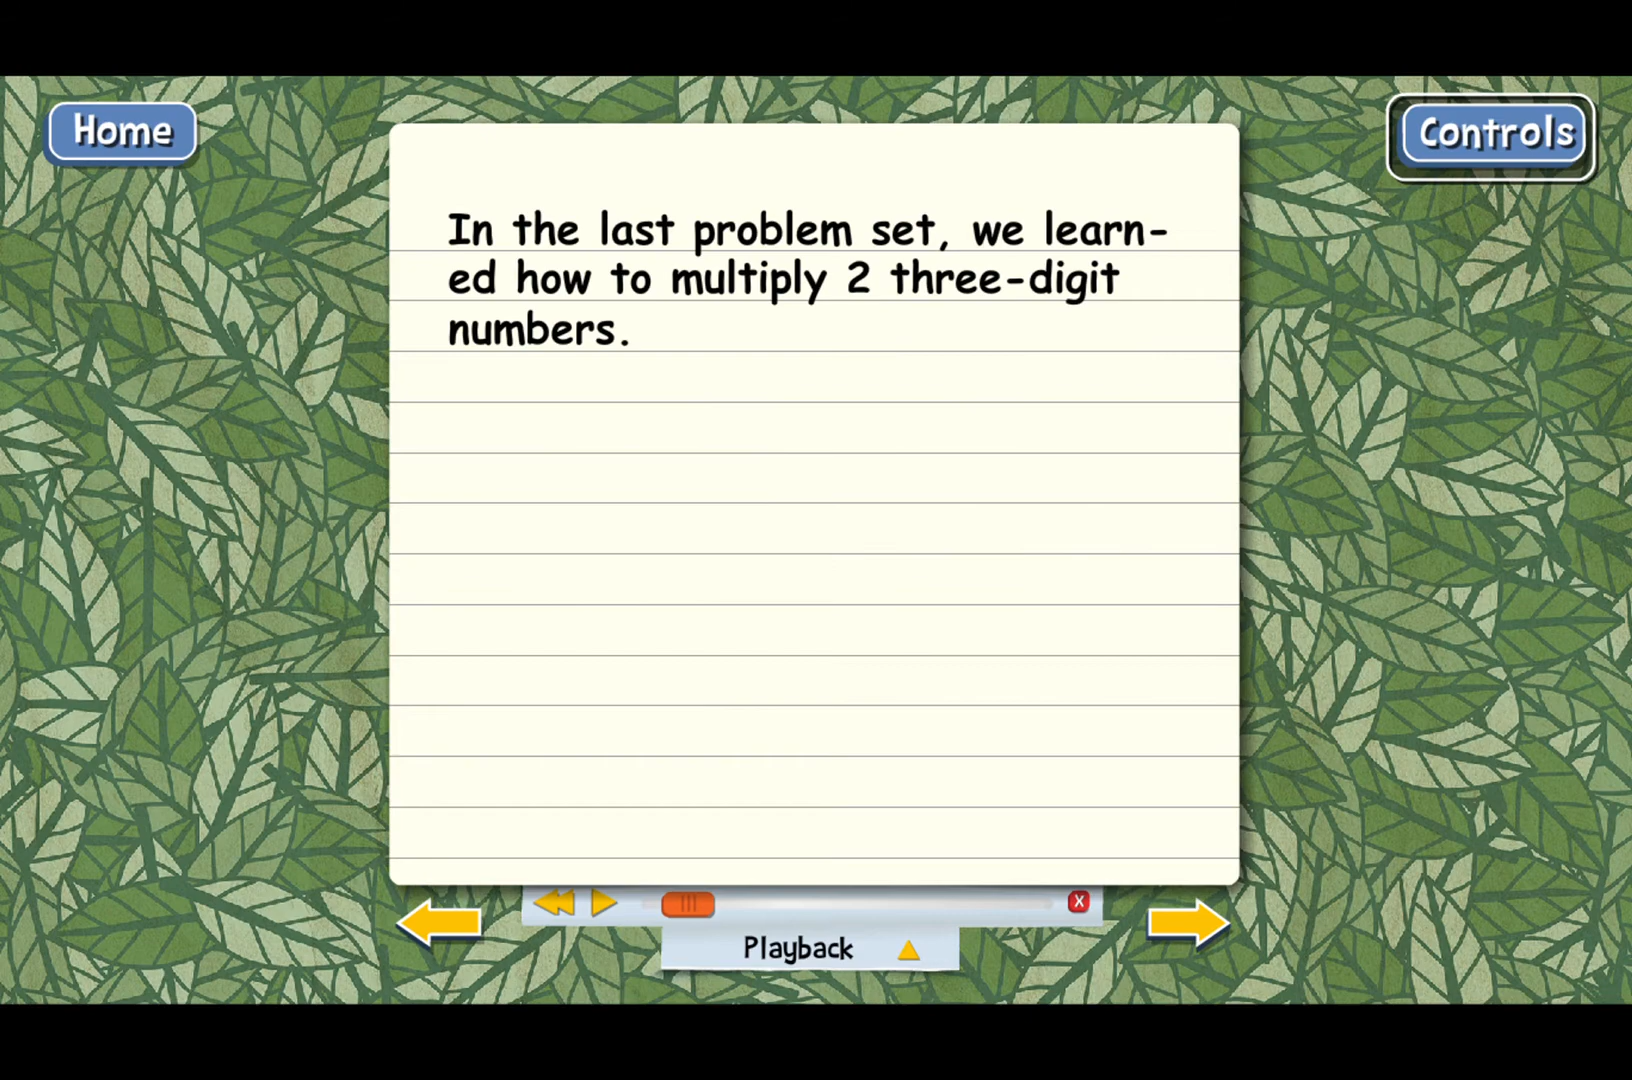 Home
Controls
In the last problem set, we learn-
ed how to multiply 2 three-digit
numbers.
X
Playback